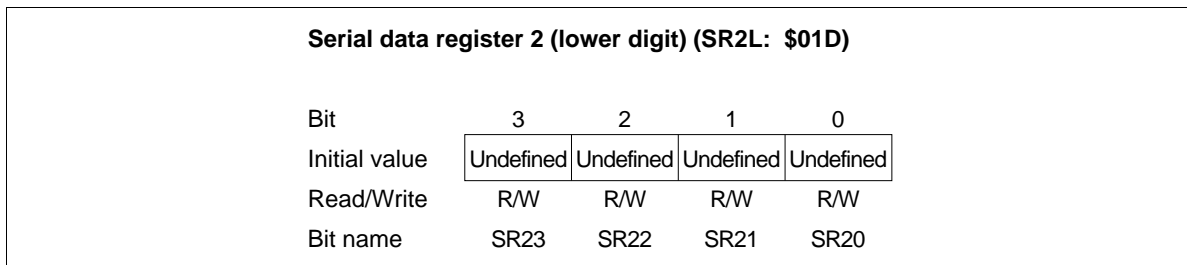 Serial data register 2 (lower digit) (SR2L: $01D)
Bit 3 2 1 0
Initial value Undefined Undefined Undefined Undefined
Read/Write R/W R/W R/W R/W
Bit name SR23 SR22 SR21 SR20